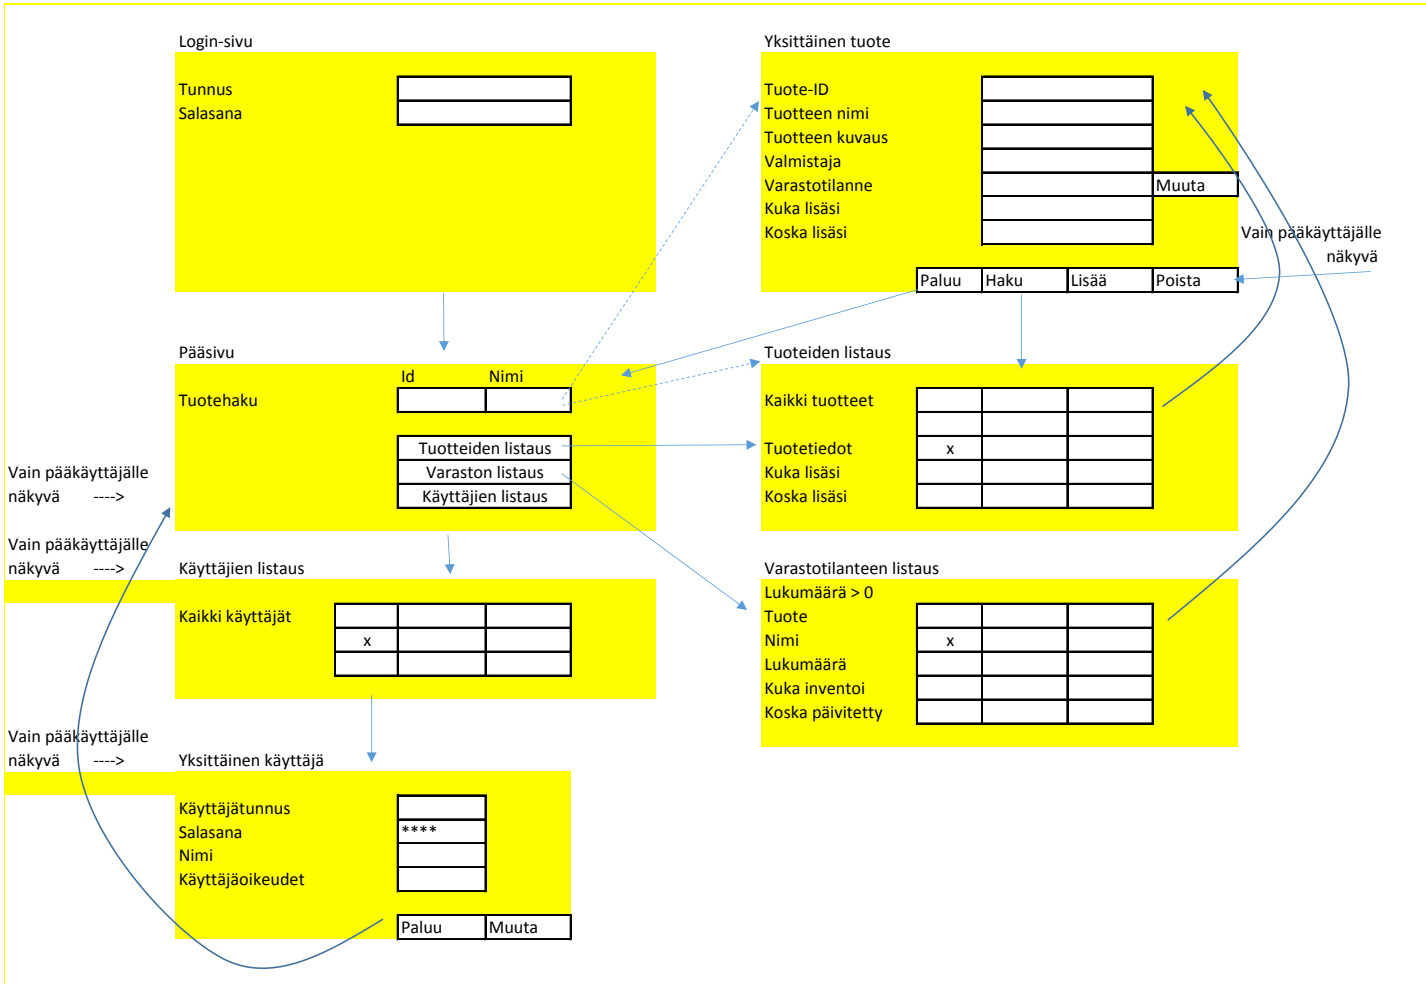 Login-sivu
Tunnus
Salasana
Yksittäinen tuote
Tuote-ID
Tuotteen nimi
Tuotteen kuvaus
Valmistaja
Varastotilanne Muuta
Kuka lisäsi
Koska lisäsi
Vain pääkäyttäjälle
näkyvä
Paluu Haku Lisää Poista
Pääsivu
Id Nimi
Tuotehaku
Tuotteiden listaus
Varaston listaus
Käyttäjien listaus
Vain pääkäyttäjälle
näkyvä ---->
Tuoteiden listaus
Kaikki tuotteet
Tuotetiedot x
Kuka lisäsi
Koska lisäsi
Vain pääkäyttäjälle
näkyvä ---->
Käyttäjien listaus
Kaikki käyttäjät
x
Varastotilanteen listaus
Lukumäärä > 0
Tuote
Nimi x
Lukumäärä
Kuka inventoi
Koska päivitetty
Vain pääkäyttäjälle
näkyvä ---->
Yksittäinen käyttäjä
Käyttäjätunnus
Salasana ****
Nimi
Käyttäjäoikeudet
Paluu Muuta